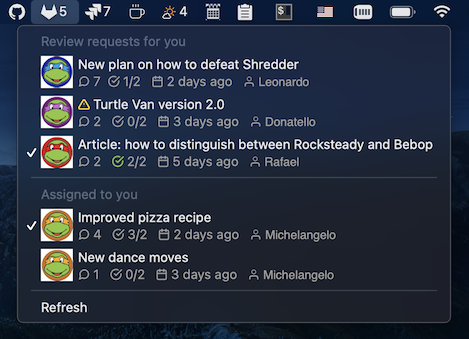 5 7 4 $
Review requests for you
New plan on how to defeat Shredder
7 1/2 2 days ago Leonardo
Turtle Van version 2.0
2 0/2 3 days ago Donatello
Article: how to distinguish between Rocksteady and Bebop
2 2/2 5 days ago Rafael
Assigned to you
Improved pizza recipe
4 3/2 2 days ago Michelangelo
New dance moves
1 0/2 3 days ago Michelangelo
Refresh